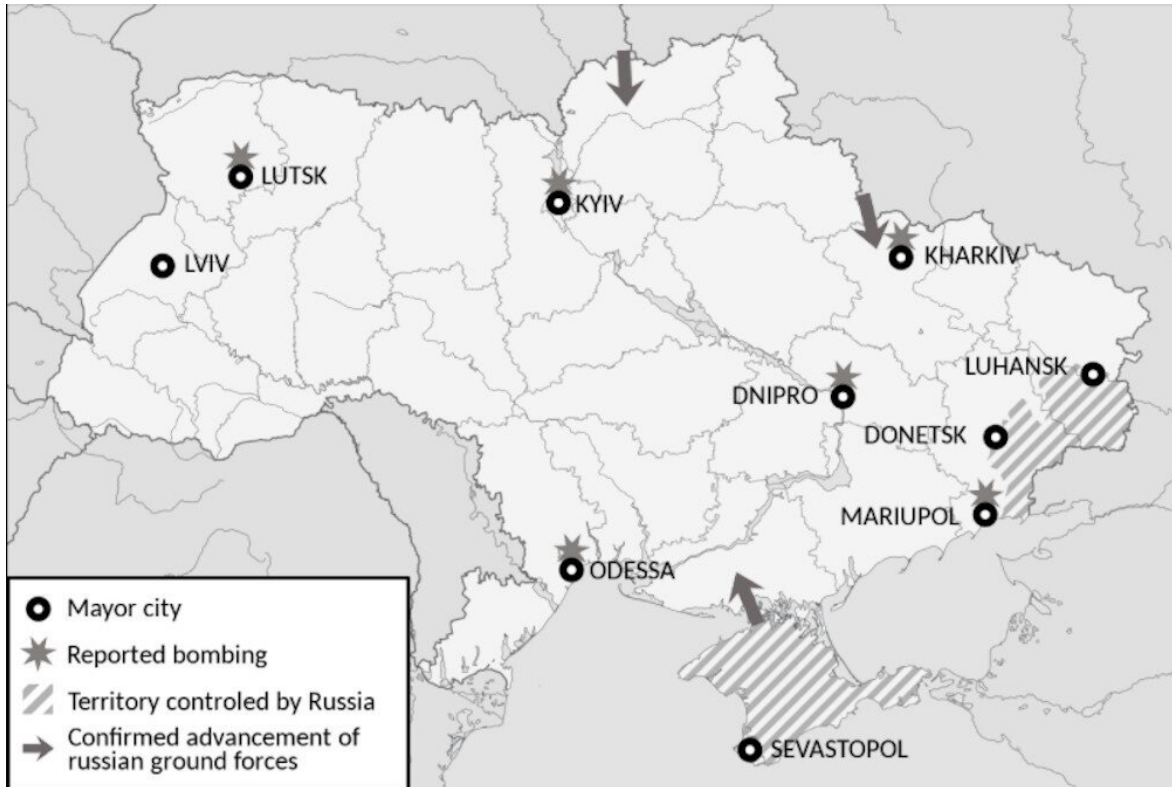 LUTSK
KYIV
LVIV
KHARKIV
LUHANSK
DNIPRO
DONETSK
MARIUPOL
ODESSA
Mayor city
Reported bombing
Territory controled by Russia
Confirmed advancement of
russian ground forces
SEVASTOPOL